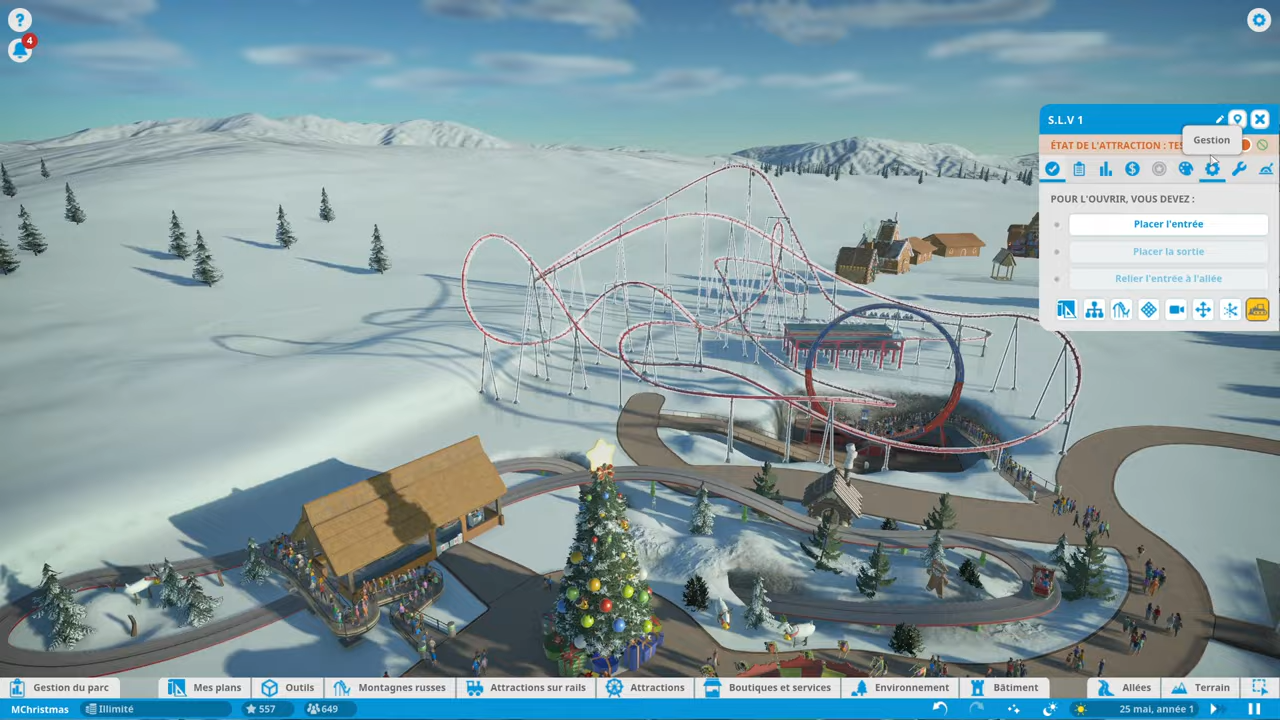 ?
4
S.L.V 1
Gestion
ÉTAT DE L'ATTRACTION : TES
POUR L'OUVRIR, VOUS DEVEZ :
Placer l'entrée
Placer la sortie
Relier l'entrée à l'allée
Gestion du parc
Mes plans
Outils
Montagnes russes
Attractions sur rails
Attractions
Boutiques et services
Environnement
Bâtiment
Allées
Terrain
MChristmas
Illimité
557
649
25 mai, année 1